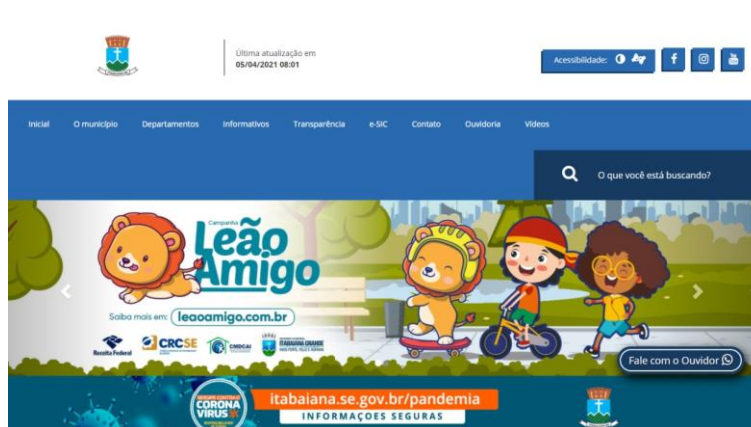 Última atualização em
05/04/2021 08:01
Acessibilidade:
Inicial O município Departamentos Informativos Transparência e-SIC Contato Ouvidoria Vídeos
O que você está buscando?
Campanha
Leão
Amigo
Saiba mais em: leaoamigo.com.br
Receita Federal
CRCSE
CMDCAI
ITABAIANA GRANDE
Fale com o Ouvidor
CORONA
VÍRUS
itabaiana.se.gov.br/pandemia
INFORMAÇOES SEGURAS